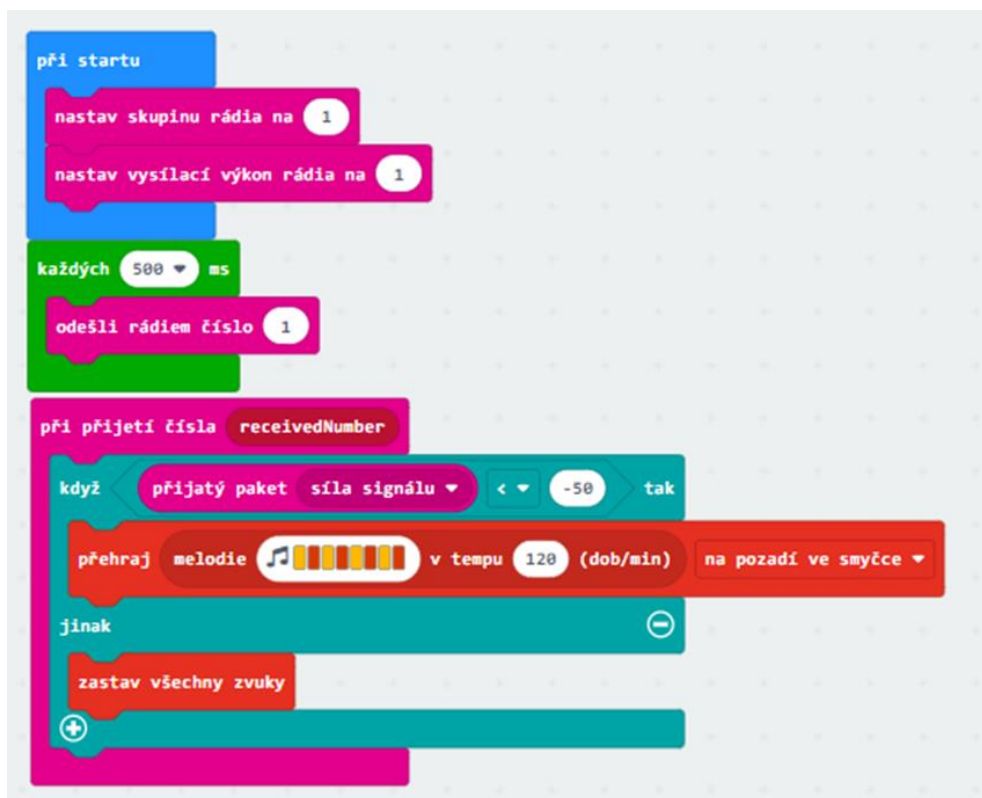 při startu
nastav skupinu rádia na 1
nastav vysílací výkon rádia na 1
každých 500 ms
odešli rádiem číslo 1
při přijetí čísla receivedNumber
když přijatý paket síla signálu < -50 tak
přehraj melodie v tempu 120 (dob/min) na pozadí ve smyčce
jinak
zastav všechny zvuky